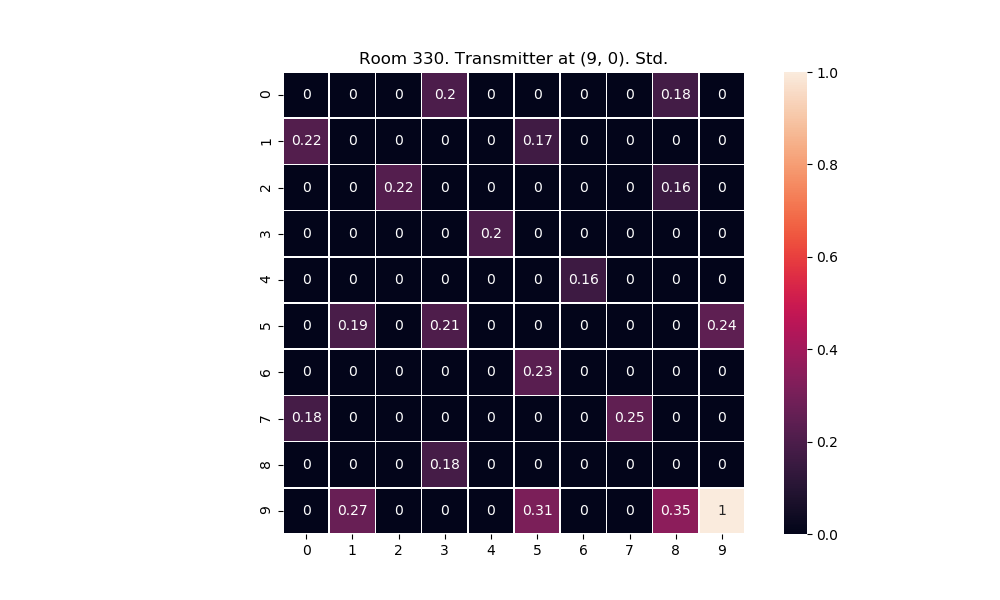 Room 330. Transmitter at (9, 0). Std.
0 0 0 0 0.2 0 0 0 0 0.18 0
1 0.22 0 0 0 0 0.17 0 0 0 0
2 0 0 0.22 0 0 0 0 0 0.16 0
3 0 0 0 0 0.2 0 0 0 0 0
4 0 0 0 0 0 0 0.16 0 0 0
5 0 0.19 0 0.21 0 0 0 0 0 0.24
6 0 0 0 0 0 0.23 0 0 0 0
7 0.18 0 0 0 0 0 0 0.25 0 0
8 0 0 0 0.18 0 0 0 0 0 0
9 0 0.27 0 0 0 0.31 0 0 0.35 1
0 1 2 3 4 5 6 7 8 9
1.0
0.8
0.6
0.4
0.2
0.0